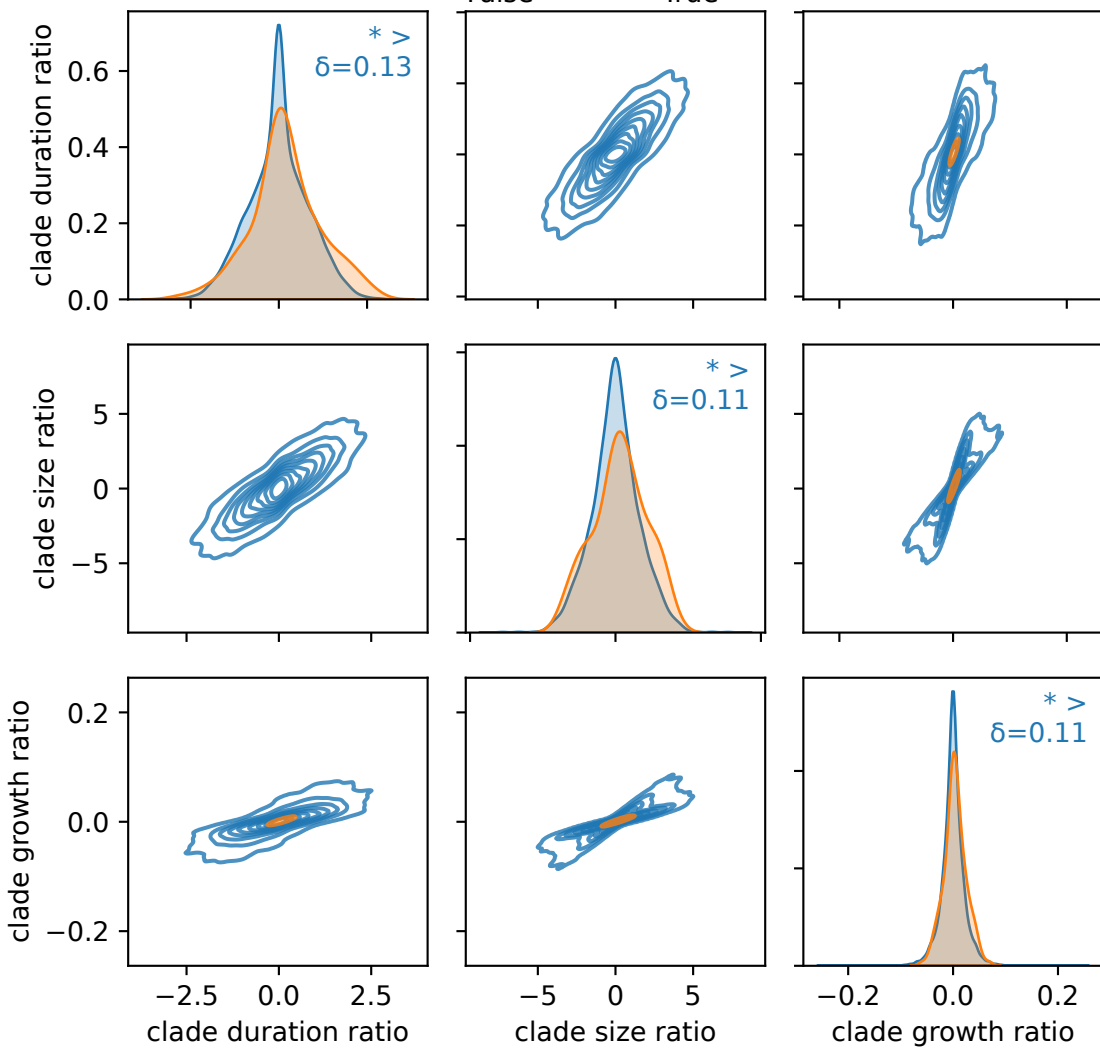 clade duration ratio
0.6
0.4
0.2
0.0
* >
δ=0.13
clade size ratio
5
0
−5
* >
δ=0.11
clade growth ratio
0.2
0.0
−0.2
* >
δ=0.11
−2.5 0.0 2.5
−5 0 5
−0.2 0.0 0.2
clade duration ratio
clade size ratio
clade growth ratio